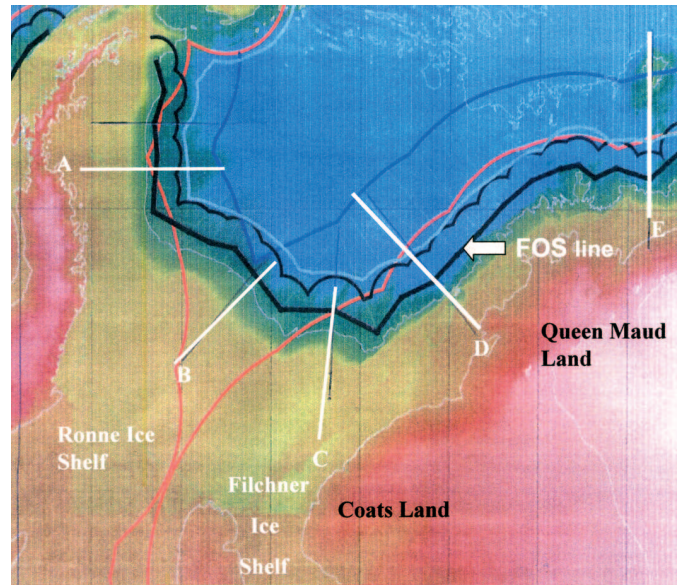 A
E
FOS line
Queen Maud
Land
D
B
Ronne Ice
Shelf
C
Filchner
Ice
Shelf
Coats Land